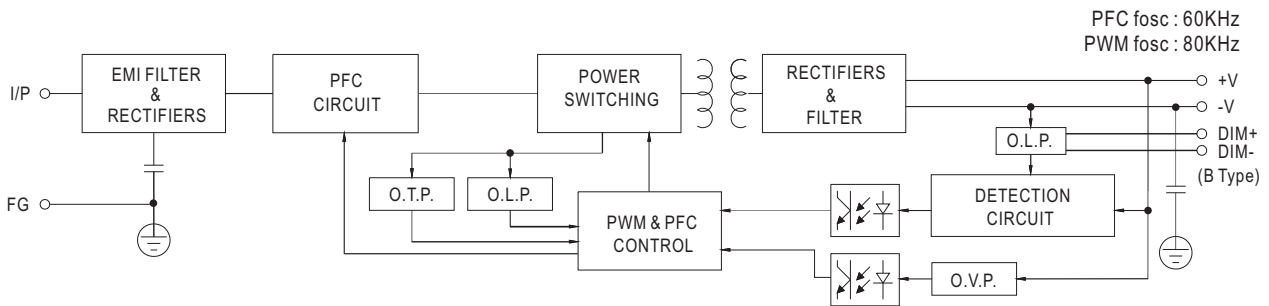 PFC fosc : 60KHz
PWM fosc : 80KHz
I/P
EMI FILTER
&
RECTIFIERS
PFC
CIRCUIT
POWER
SWITCHING
RECTIFIERS
&
FILTER
+V
-V
DIM+
DIM-
(B Type)
O.L.P.
O.T.P.
O.L.P.
DETECTION
CIRCUIT
FG
PWM & PFC
CONTROL
O.V.P.